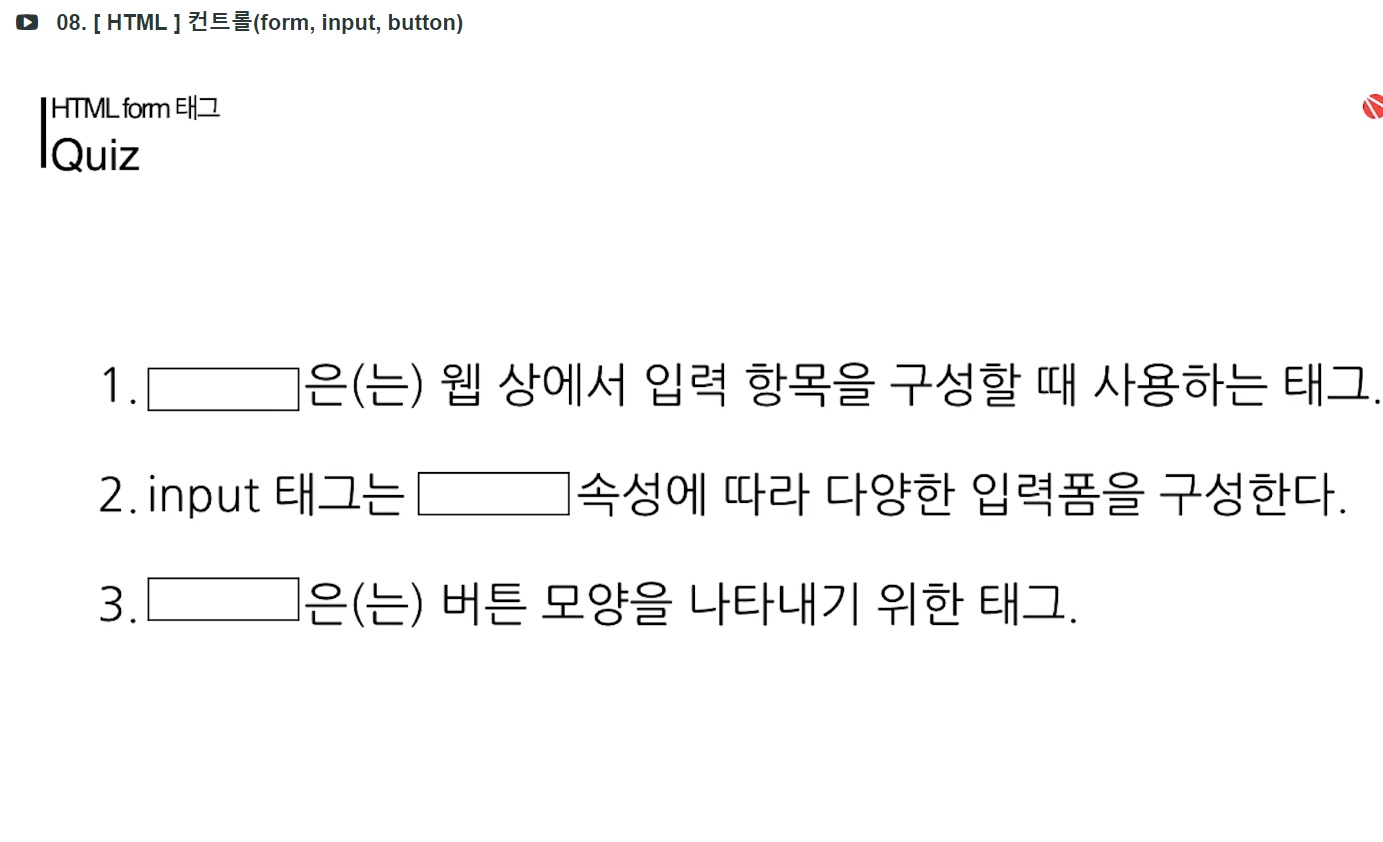 08. [ HTML ] 컨트롤(form, input, button)
HTML form 태그
Quiz
1. 은(는) 웹 상에서 입력 항목을 구성할 때 사용하는 태그.
2. input 태그는 속성에 따라 다양한 입력폼을 구성한다.
3. 은(는) 버튼 모양을 나타내기 위한 태그.